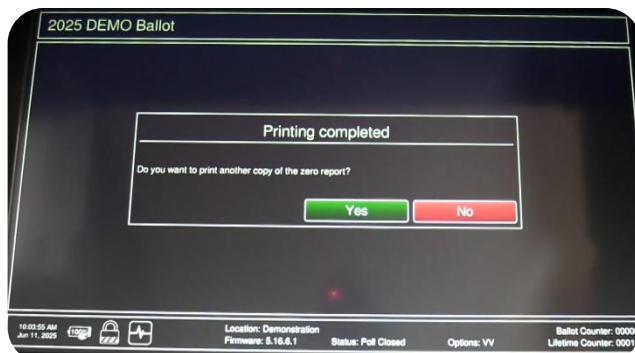 2025 DEMO Ballot
Printing completed
Do you want to print another copy of the zero report?
Yes No
10:03:55 AM
Jun 11, 2025
100%
Location: Demonstration
Firmware: 5.16.6.1 Status: Poll Closed Options: VV
Ballot Counter: 0000
Lifetime Counter: 0001